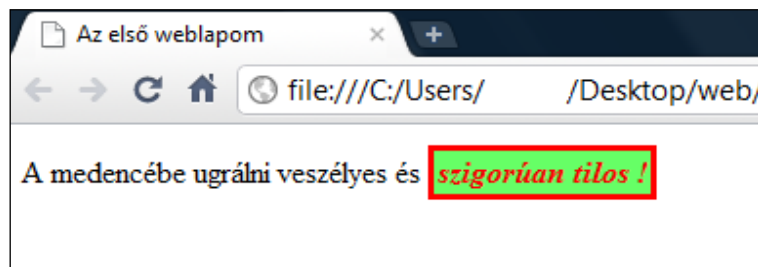 Az első weblapom
file:///C:/Users/ /Desktop/web/
A medencébe ugrálni veszélyes és szigorúan tilos !